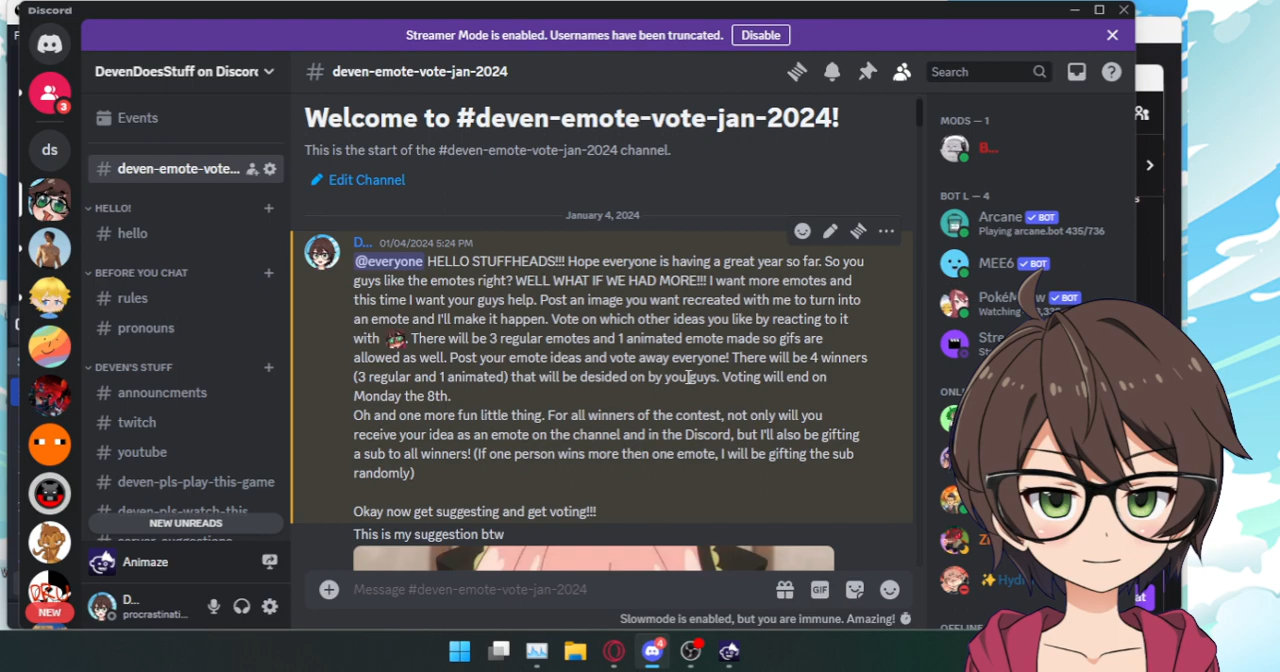 Discord
Streamer Mode is enabled. Usernames have been truncated.
Disable
DevenDoesStuff on Discord
# deven-emote-vote-jan-2024
Search
3
ds
NEW
Events
# deven-emote-vote...
HELLO!
# hello
BEFORE YOU CHAT
# rules
# pronouns
DEVEN'S STUFF
# announcments
# twitch
# youtube
# deven-pls-play-this-game
# deven-pls-watch-this
NEW UNREADS
Animaze
D...
procrastinati...
Welcome to #deven-emote-vote-jan-2024!
This is the start of the #deven-emote-vote-jan-2024 channel.
Edit Channel
January 4, 2024
D... 01/04/2024 5:24 PM
@everyone HELLO STUFFHEADS!!! Hope everyone is having a great year so far. So you
guys like the emotes right? WELL WHAT IF WE HAD MORE!!! I want more emotes and
this time I want your guys help. Post an image you want recreated with me to turn into
an emote and I'll make it happen. Vote on which other ideas you like by reacting to it
with . There will be 3 regular emotes and 1 animated emote made so gifs are
allowed as well. Post your emote ideas and vote away everyone! There will be 4 winners
(3 regular and 1 animated) that will be desided on by you guys. Voting will end on
Monday the 8th.
Oh and one more fun little thing. For all winners of the contest, not only will you
receive your idea as an emote on the channel and in the Discord, but I'll also be gifting
a sub to all winners! (If one person wins more then one emote, I will be gifting the sub
randomly)
Okay now get suggesting and get voting!!!
This is my suggestion btw
Message #deven-emote-vote-jan-2024
GIF
Slowmode is enabled, but you are immune. Amazing!
MODS — 1
B...
BOT L — 4
Arcane BOT
Playing arcane.bot 435/736
MEE6 BOT
BOT
Watching
Stre
4